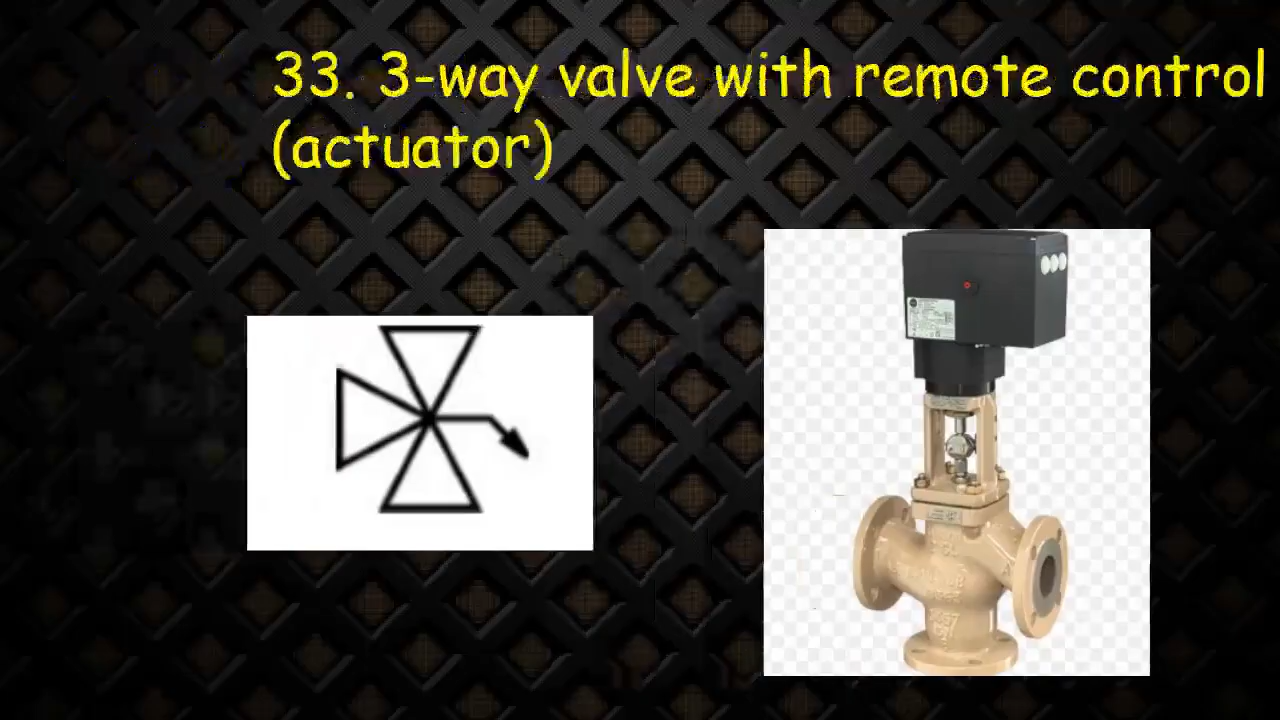 33. 3-way valve with remote control
(actuator)